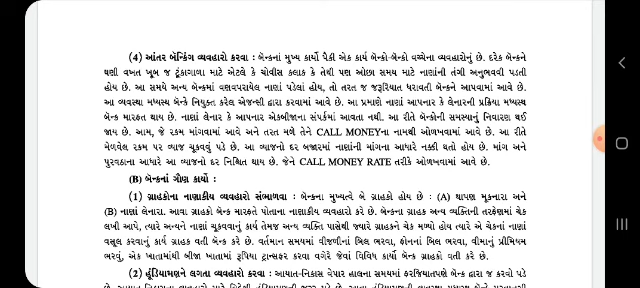 (4) આંતર બૅન્કિંગ વ્યવહારો કરવા : બેન્કનાં મુખ્ય કાર્યો પૈકી એક કાર્ય બેન્કો-બેન્કો વચ્ચેના વ્યવહારોનું છે. દરેક બેન્કને
ઘણી વખત ખૂબ જ ટૂંકાગાળા માટે એટલે કે ચોવીસ કલાક કે તેથી પણ ઓછા સમય માટે નાણાંની તંગી અનુભવવી પડતી
હોય છે. આ સમયે અન્ય બેન્કમાં વણવપરાયેલ નાણાં પડેલાં હોય, તો તરત જ જરૂરિયાત ધરાવતી બેન્કને આપવામાં આવે છે.
આ વ્યવસ્થા મધ્યસ્થ બેન્કે નિયુક્ત કરેલ એજન્સી દ્વારા કરવામાં આવે છે. આ પ્રમાણે નાણાં આપનાર કે લેનારની પ્રક્રિયા મધ્યસ્થ
બેન્ક મારફત થાય છે. નાણાં લેનાર કે આપનાર એકબીજાના સંપર્કમાં આવતા નથી. આ રીતે બેન્કોની સમસ્યાનું નિવારણ થઈ
જાય છે. આમ, જે રકમ માંગવામાં આવે અને તરત મળે તેને CALL MONEYના નામથી ઓળખવામાં આવે છે. આ રીતે
મેળવેલ રકમ પર વ્યાજ ચૂકવવું પડે છે. આ વ્યાજનો દર બજારમાં નાણાંની માંગના આધારે નક્કી થતો હોય છે. માંગ અને
પુરવઠાના આધારે આ વ્યાજનો દર નિશ્ચિત થાય છે. જેને CALL MONEY RATE તરીકે ઓળખવામાં આવે છે.
(B) બેન્કનાં ગૌણ કાર્યો :
(1) ગ્રાહકોના નાણાકીય વ્યવહારો સંભાળવા : બેન્કના મુખ્યત્વે બે ગ્રાહકો હોય છે : (A) થાપણ મૂકનારા અને
(B) નાણાં લેનારા. આવા ગ્રાહકો બેન્ક મારફતે પોતાના નાણાકીય વ્યવહારો કરે છે. બેન્કના ગ્રાહક અન્ય વ્યક્તિની તરફેણમાં ચેક
લખી આપે, ત્યારે અન્યને નાણાં ચૂકવવાનું કાર્ય તેમજ અન્ય વ્યક્તિ પાસેથી જ્યારે ગ્રાહકને ચેક મળ્યો હોય ત્યારે એ ચેકનાં નાણાં
વસૂલ કરવાનું કાર્ય ગ્રાહક વતી બેન્ક કરે છે. વર્તમાન સમયમાં વીજળીનાં બિલ ભરવા, ફોનનાં બિલ ભરવા, વીમાનું પ્રીમિયમ
ભરવું, એક ખાતામાંથી બીજા ખાતામાં રૂપિયા ટ્રાન્સફર કરવા વગેરે જેવાં વિવિધ કાર્યો બેન્ક ગ્રાહકો વતી કરે છે.
(2) હૂંડિયામણને લગતા વ્યવહારો કરવા : આયાત-નિકાસ વેપાર હાલના સમયમાં ફરજિયાતપણે બેન્ક દ્વારા જ કરવો પડે